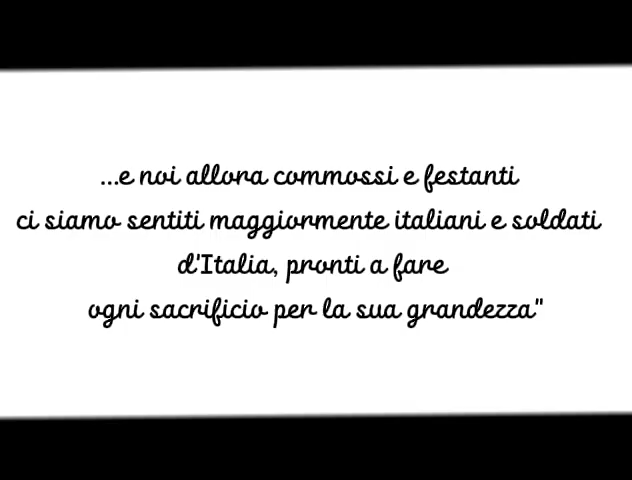 ...e noi allora commossi e festanti
ci siamo sentiti maggiormente italiani e soldati
d'Italia, pronti a fare
ogni sacrificio per la sua grandezza"